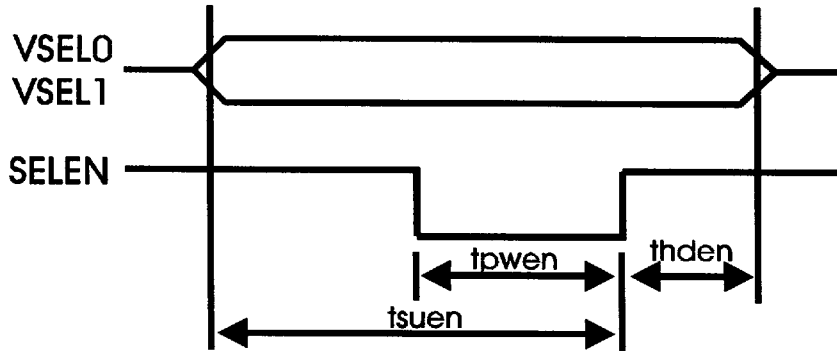 VSEL0
VSEL1
SELEN
tpwen
thden
tsuen